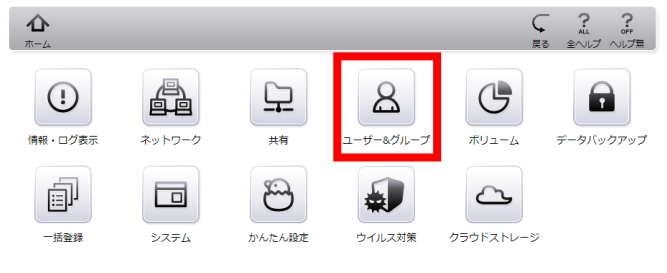 ホーム
戻る
?
ALL
全ヘルプ
?
OFF
ヘルプ無
情報・ログ表示
ネットワーク
共有
ユーザー&グループ
ボリューム
データバックアップ
一括登録
システム
かんたん設定
ウイルス対策
クラウドストレージ